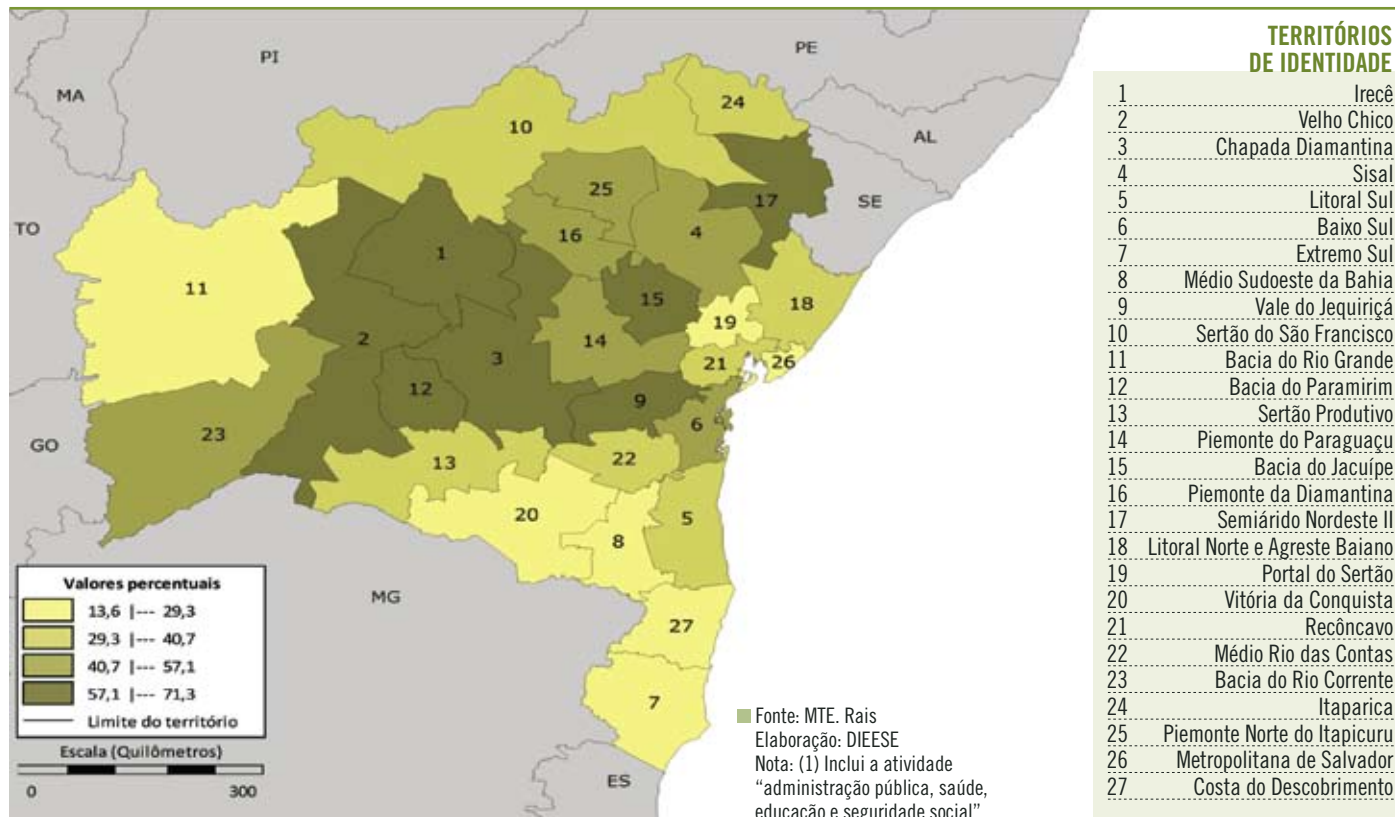 PI
PE
MA
AL
SE
TO
GO
MG
ES
24
10
17
25
4
16
1
11
15
18
19
2
14
3
21
26
12
9
6
23
13
22
20
5
8
27
7
Valores percentuais
13,6 |--- 29,3
29,3 |--- 40,7
40,7 |--- 57,1
57,1 |--- 71,3
Limite do território
Escala (Quilômetros)
0 300
Fonte: MTE. Rais
Elaboração: DIEESE
Nota: (1) Inclui a atividade
“administração pública, saúde,
educação e seguridade social”
TERRITÓRIOS
DE IDENTIDADE
1 Irecê
2 Velho Chico
3 Chapada Diamantina
4 Sisal
5 Litoral Sul
6 Baixo Sul
7 Extremo Sul
8 Médio Sudoeste da Bahia
9 Vale do Jequiriçá
10 Sertão do São Francisco
11 Bacia do Rio Grande
12 Bacia do Paramirim
13 Sertão Produtivo
14 Piemonte do Paraguaçu
15 Bacia do Jacuípe
16 Piemonte da Diamantina
17 Semiárido Nordeste II
18 Litoral Norte e Agreste Baiano
19 Portal do Sertão
20 Vitória da Conquista
21 Recôncavo
22 Médio Rio das Contas
23 Bacia do Rio Corrente
24 Itaparica
25 Piemonte Norte do Itapicuru
26 Metropolitana de Salvador
27 Costa do Descobrimento